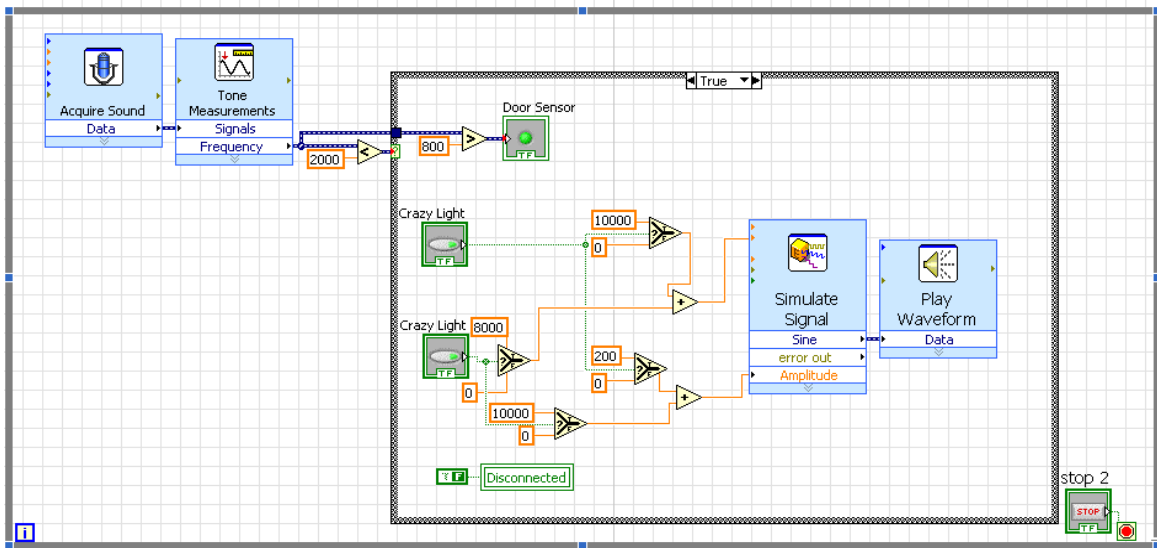 True
Acquire Sound
Data
Tone
Measurements
Signals
Frequency
2000
Door Sensor
800
TF
Crazy Light
TF
10000
0
Crazy Light
TF
8000
0
10000
0
200
0
Simulate
Signal
Sine
error out
Amplitude
Play
Waveform
Data
F
Disconnected
stop 2
STOP
TF
i